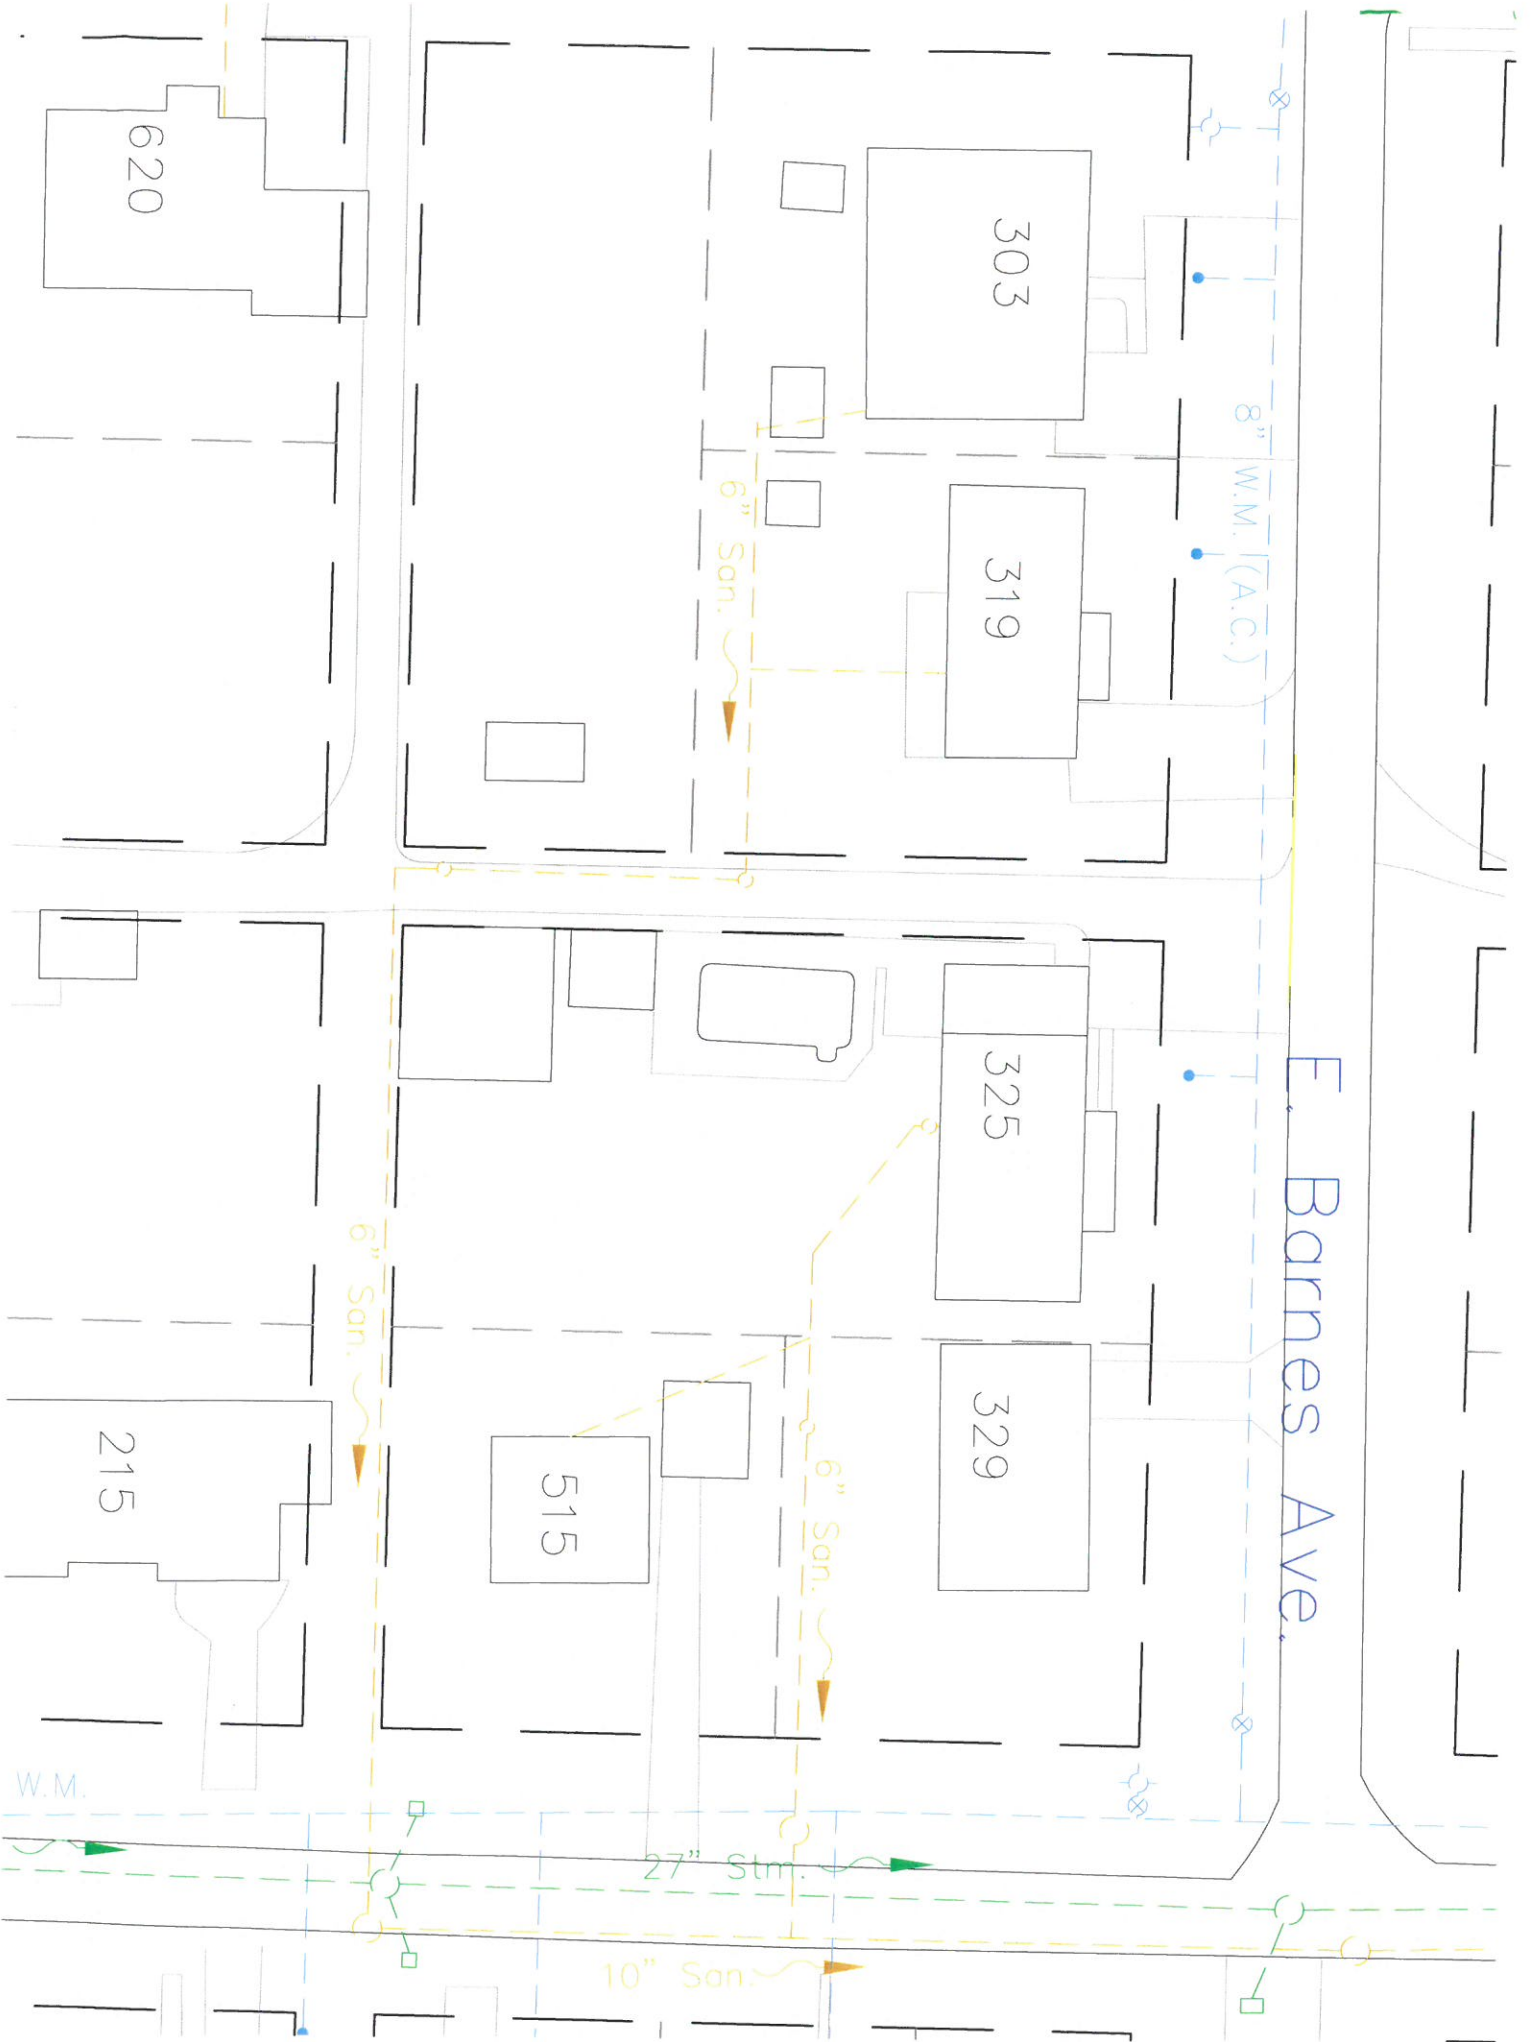 620
303
8" W.M. (A.C.)
6" San.
319
E. Barnes Ave.
325
6" San.
329
215
515
6" San.
W.M.
27" Stm.
10" San.